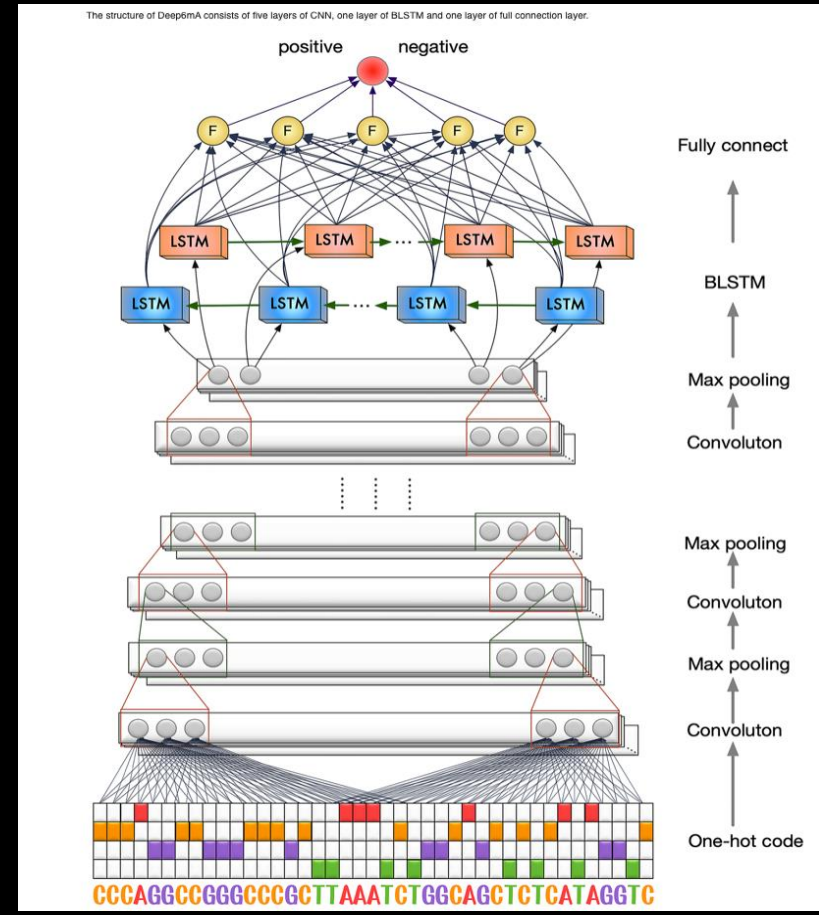 The structure of Deep6mA consists of five layers of CNN, one layer of BLSTM and one layer of full connection layer.
positive negative
F F F F F
Fully connect
LSTM LSTM ... LSTM LSTM
BLSTM
LSTM LSTM ... LSTM LSTM
Max pooling
Convoluton
Max pooling
Convoluton
Max pooling
Convoluton
One-hot code
CCCAGGCCGGGCCCGCTTAAATCTGGCAGCTCTCATAGGTC